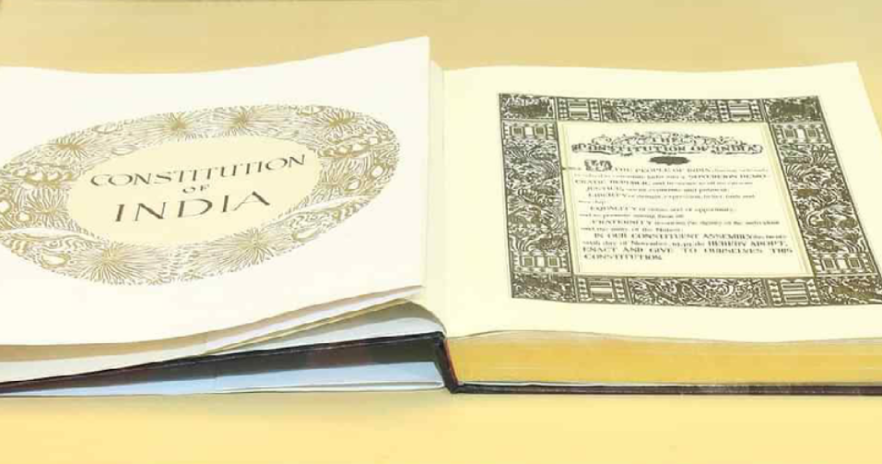 CONSTITUTION
OF
INDIA
THE
CONSTITUTION OF INDIA
WE THE PEOPLE OF INDIA, having solemnly
resolved to constitute India into a SOVEREIGN DEMO-
CRATIC REPUBLIC and to secure to all its citizens
JUSTICE, social, economic and political;
LIBERTY of thought, expression, belief, faith and
worship;
EQUALITY of status and of opportunity;
and to promote among them all
FRATERNITY assuring the dignity of the individual
and the unity of the Nation;
IN OUR CONSTITUENT ASSEMBLY this twenty
sixth day of November, 1949, do HEREBY ADOPT,
ENACT AND GIVE TO OURSELVES THIS
CONSTITUTION.